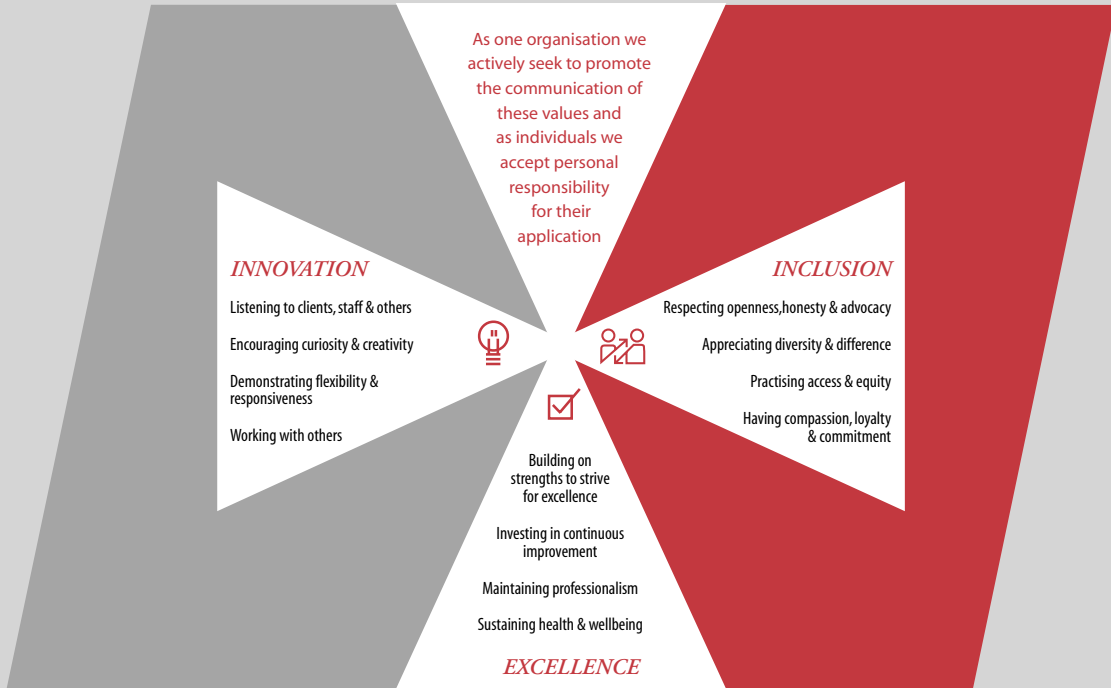 As one organisation we
actively seek to promote
the communication of
these values and
as individuals we
accept personal
responsibility
for their
application
INNOVATION
Listening to clients, staff & others
Encouraging curiosity & creativity
Demonstrating flexibility &
responsiveness
Working with others
INCLUSION
Respecting openness,honesty & advocacy
Appreciating diversity & difference
Practising access & equity
Having compassion, loyalty
& commitment
Building on
strengths to strive
for excellence
Investing in continuous
improvement
Maintaining professionalism
Sustaining health & wellbeing
EXCELLENCE